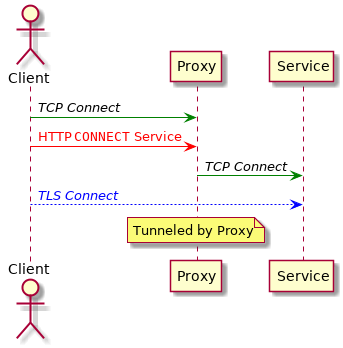 Client
Proxy
Service
TCP Connect
HTTP CONNECT Service
TCP Connect
TLS Connect
Tunneled by Proxy
Client
Proxy
Service